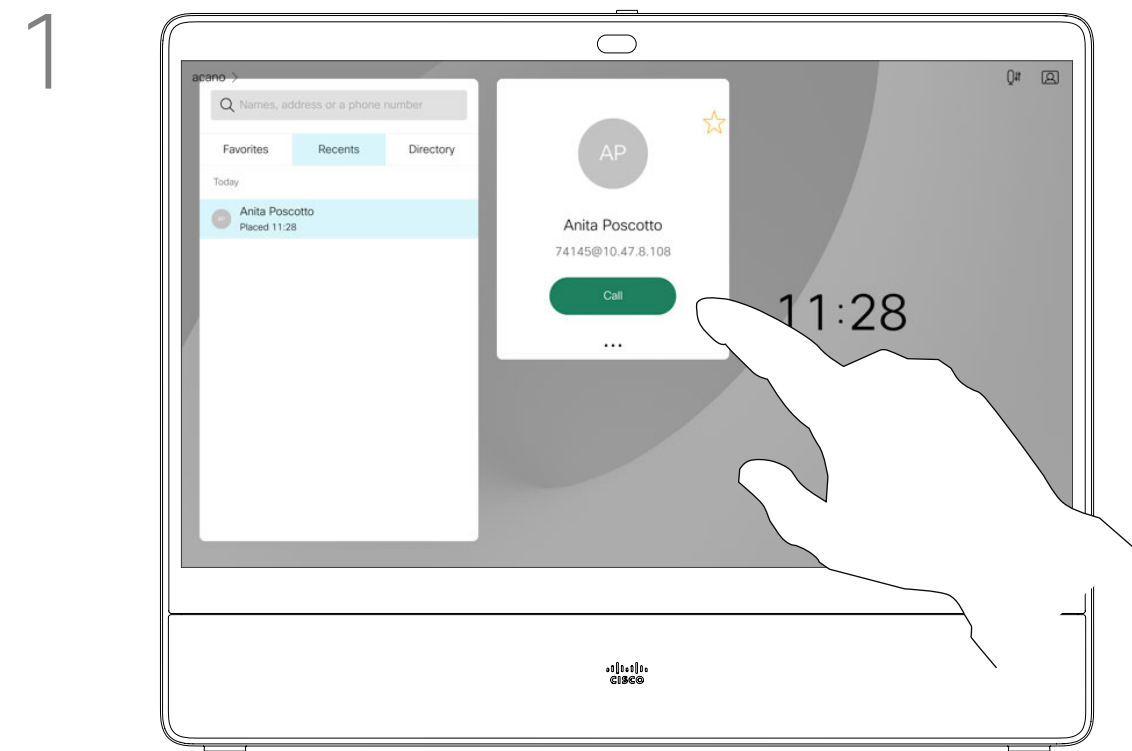 1
acano >
Names, address or a phone number
Favorites Recents Directory
Today
AP Anita Poscotto
Placed 11:28
AP
Anita Poscotto
74145@10.47.8.108
Call
...
11:28
CISCO